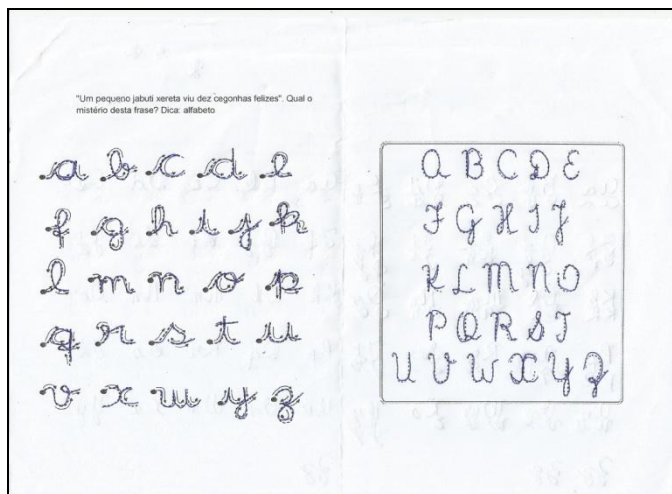 "Um pequeno jabuti xereta viu dez cegonhas felizes". Qual o
mistério desta frase? Dica: alfabeto
a b c d e
f g h i j k
l m n o p
q r s t u
v x w y z
A B C D E
F G H I J
K L M N O
P Q R S T
U V W X Y Z